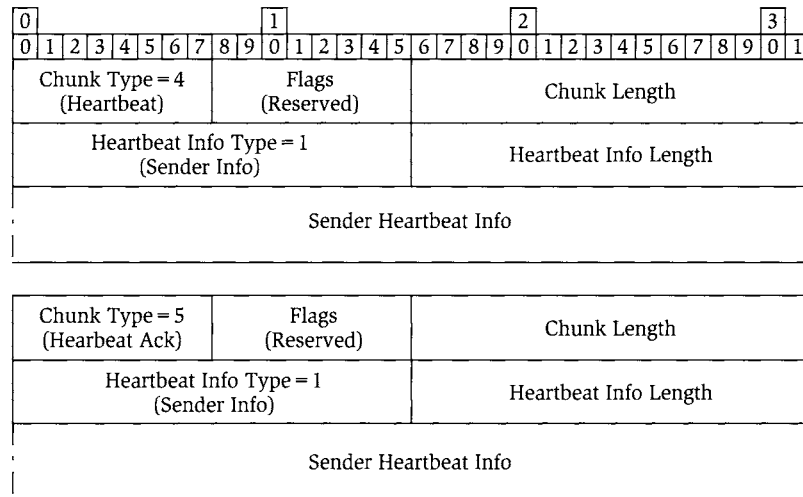 0 1 2 3
0 1 2 3 4 5 6 7 8 9 0 1 2 3 4 5 6 7 8 9 0 1 2 3 4 5 6 7 8 9 0 1
Chunk Type = 4 Flags Chunk Length
(Heartbeat) (Reserved)
Heartbeat Info Type = 1 Heartbeat Info Length
(Sender Info)
Sender Heartbeat Info
Chunk Type = 5 Flags Chunk Length
(Hearbeat Ack) (Reserved)
Heartbeat Info Type = 1 Heartbeat Info Length
(Sender Info)
Sender Heartbeat Info